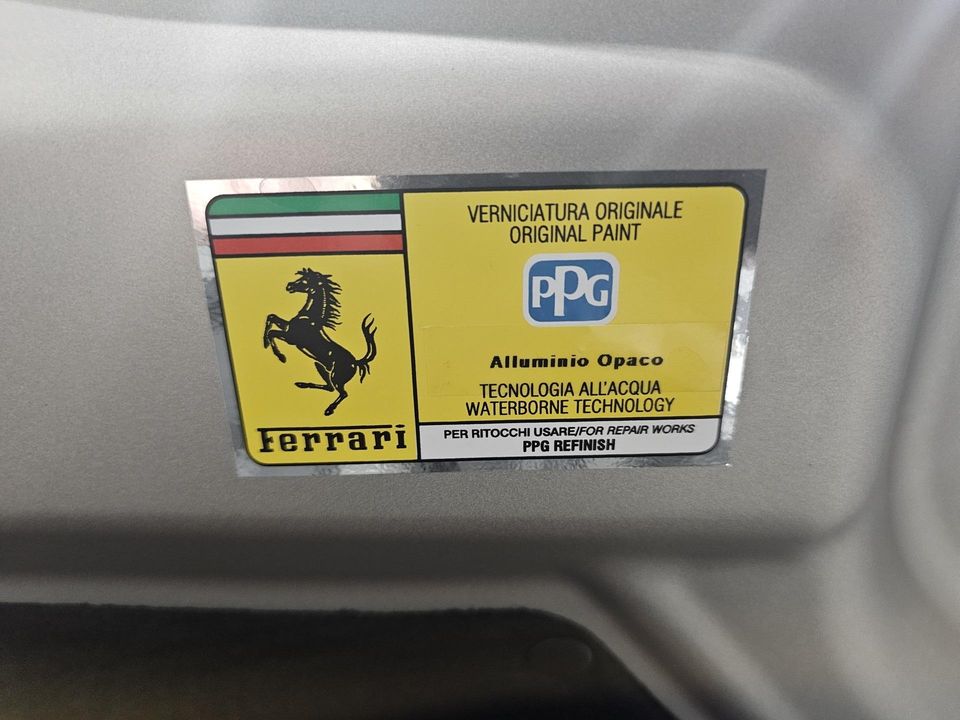 Ferrari
VERNICIATURA ORIGINALE
ORIGINAL PAINT
PPG
Alluminio Opaco
TECNOLOGIA ALL'ACQUA
WATERBORNE TECHNOLOGY
PER RITOCCHI USARE/FOR REPAIR WORKS
PPG REFINISH